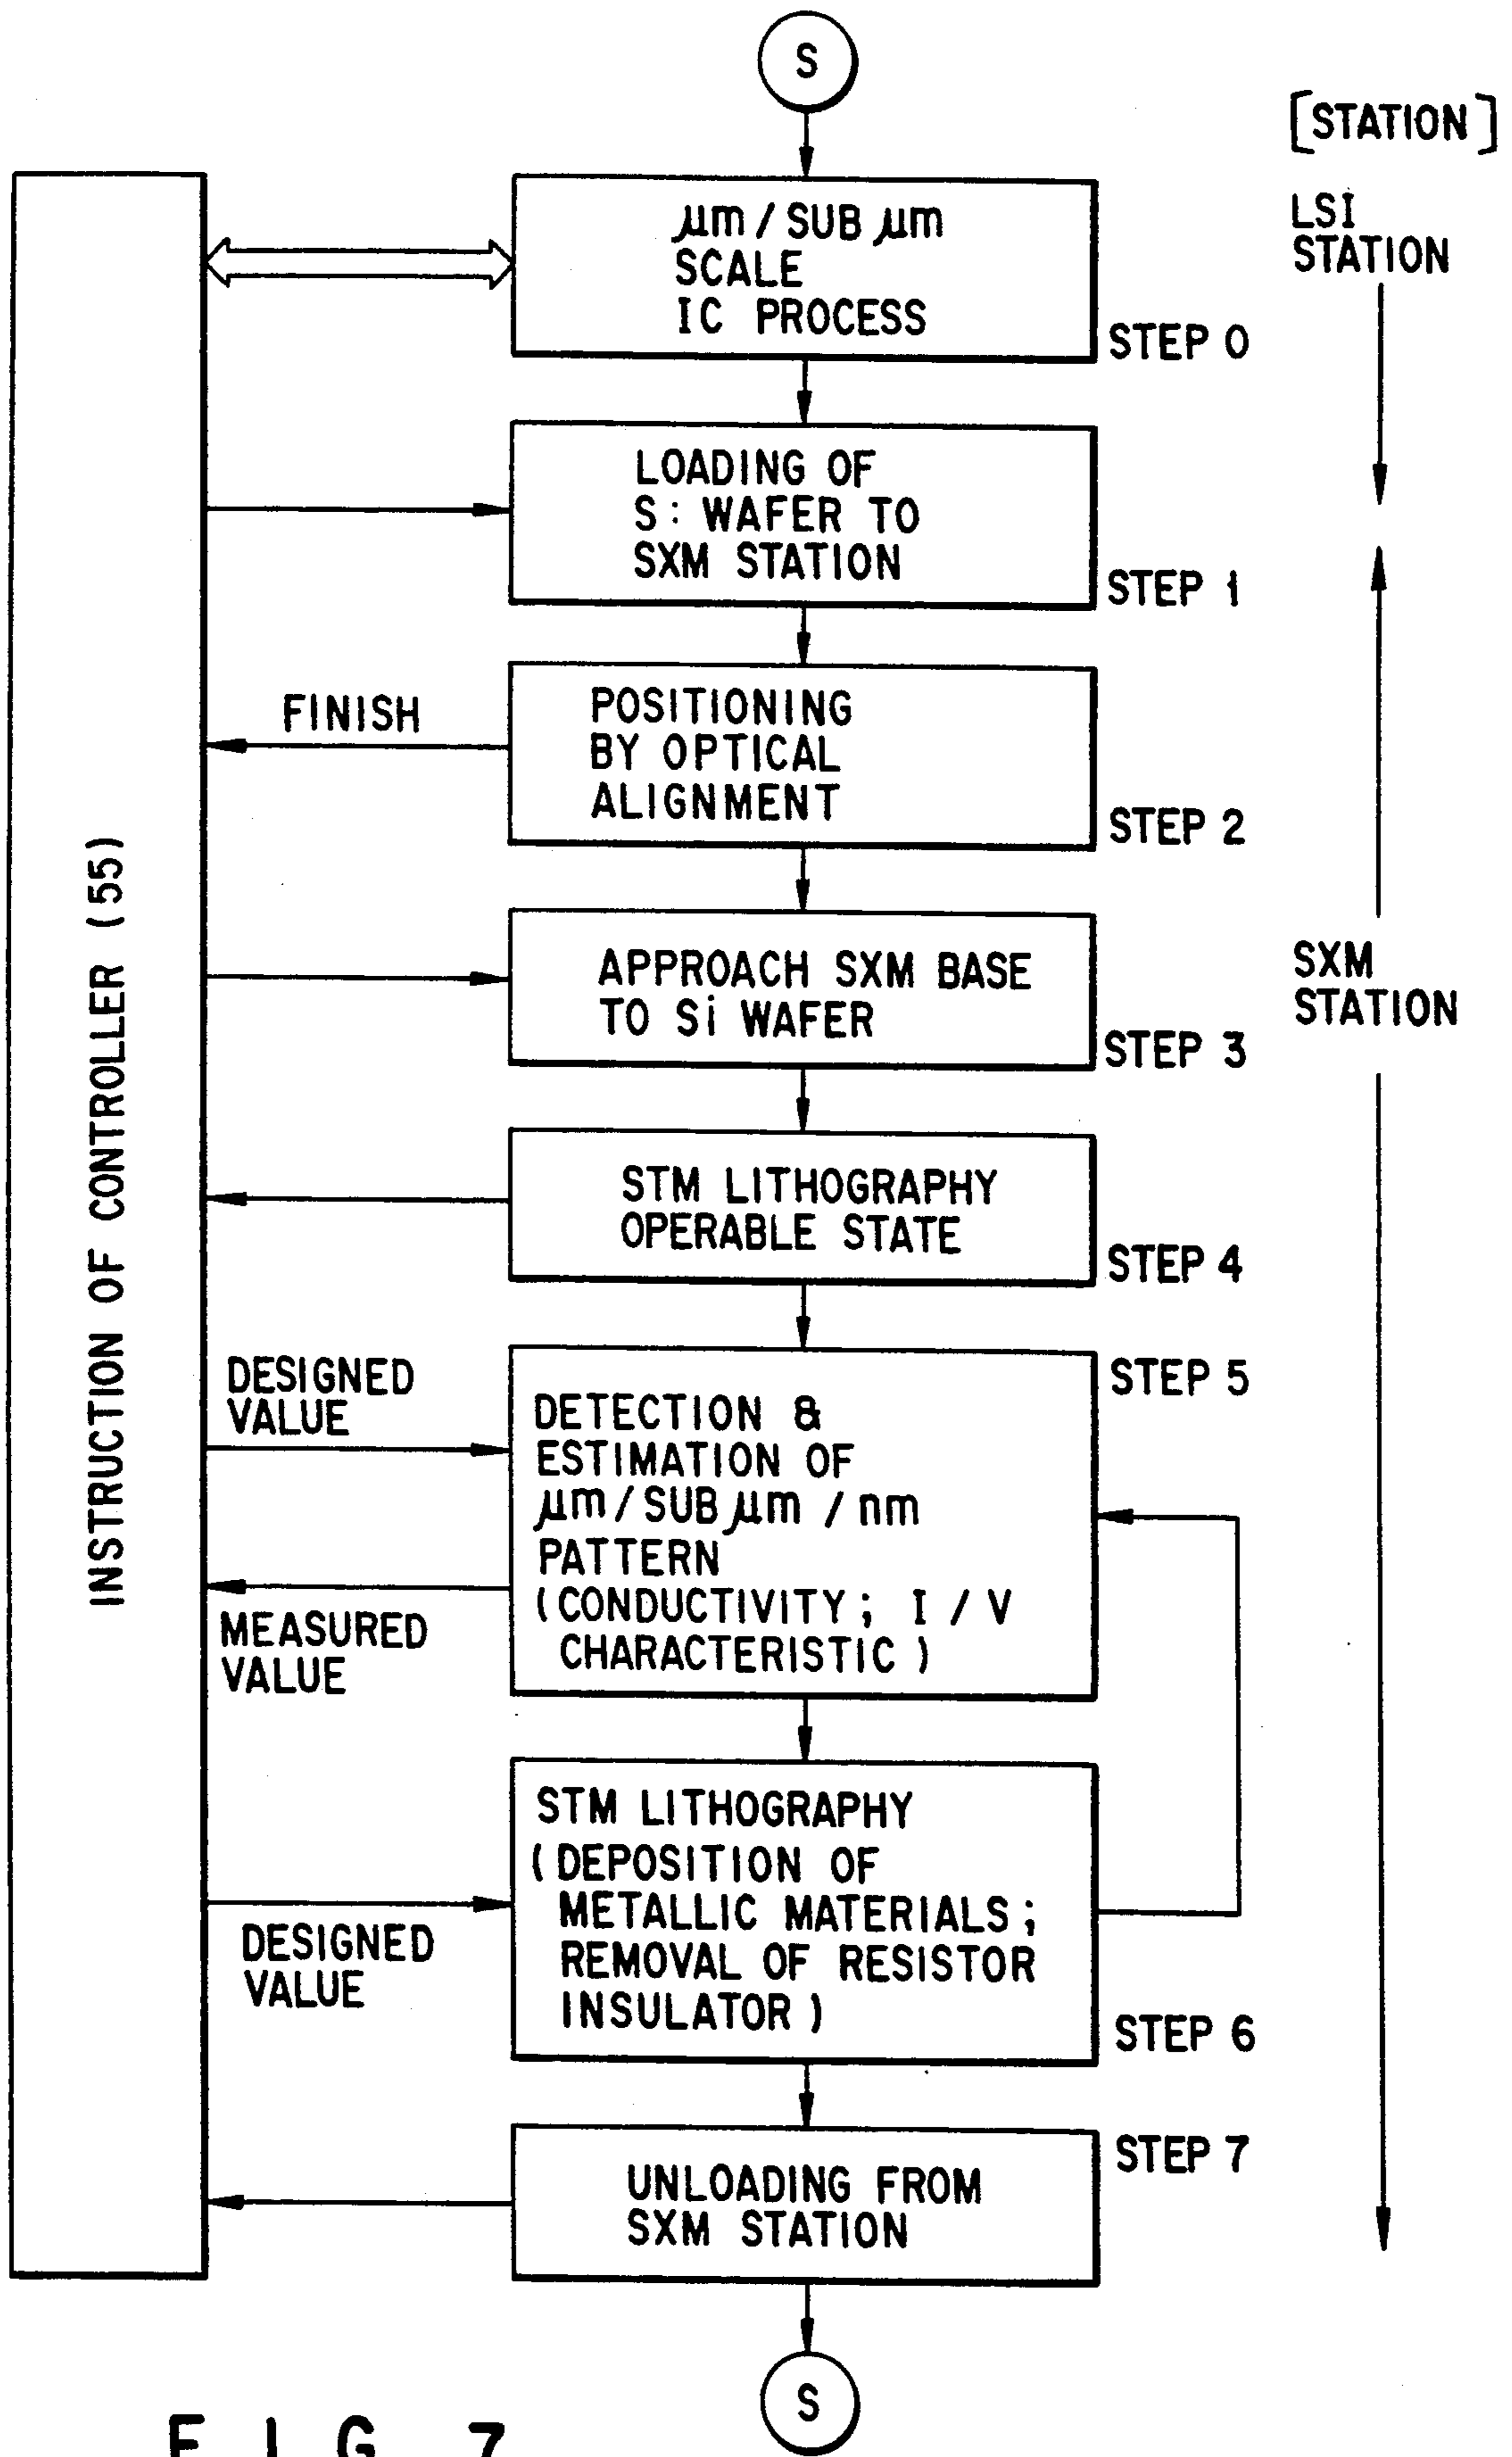 S
[STATION]
LSI
STATION
μm / SUB μm
SCALE
IC PROCESS
STEP 0
LOADING OF
S: WAFER TO
SXM STATION
STEP 1
FINISH
POSITIONING
BY OPTICAL
ALIGNMENT
STEP 2
INSTRUCTION OF CONTROLLER (55)
APPROACH SXM BASE
TO Si WAFER
STEP 3
SXM
STATION
STM LITHOGRAPHY
OPERABLE STATE
STEP 4
DESIGNED
VALUE
STEP 5
DETECTION &
ESTIMATION OF
μm / SUB μm / nm
PATTERN
(CONDUCTIVITY; I / V
CHARACTERISTIC)
MEASURED
VALUE
STM LITHOGRAPHY
(DEPOSITION OF
METALLIC MATERIALS;
REMOVAL OF RESISTOR
INSULATOR)
DESIGNED
VALUE
STEP 6
STEP 7
UNLOADING FROM
SXM STATION
S
FIG. 7